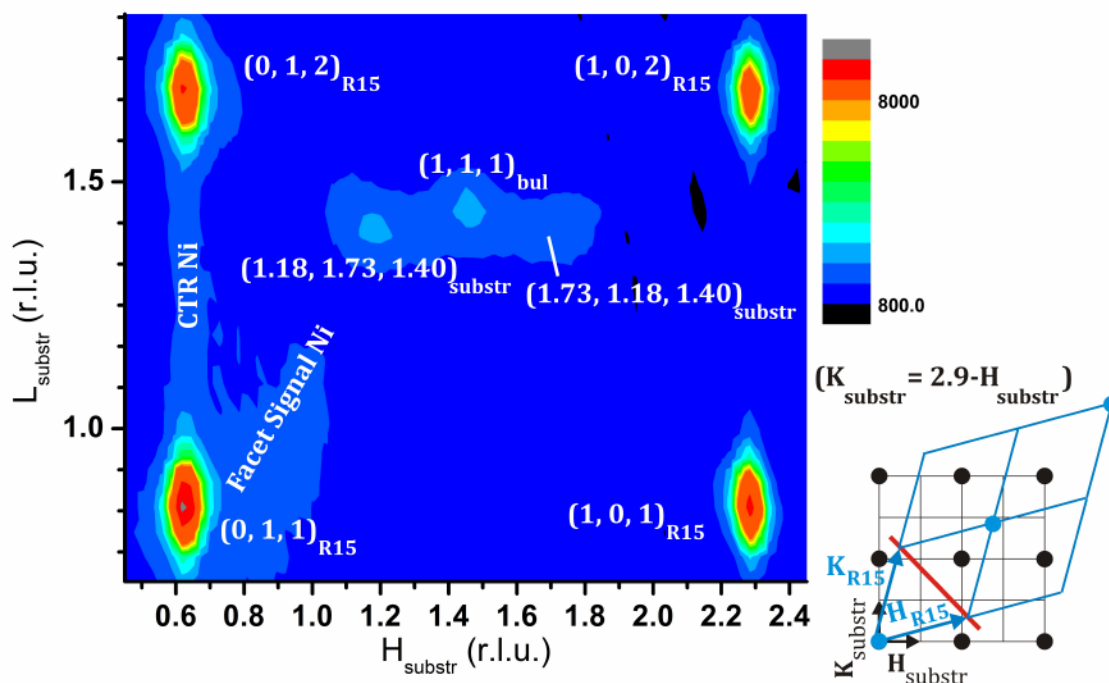 (0, 1, 2)R15
(1, 0, 2)R15
(1, 1, 1)bul
(1.18, 1.73, 1.40)substr
(1.73, 1.18, 1.40)substr
CTR Ni
Facet Signal Ni
(0, 1, 1)R15
(1, 0, 1)R15
1.5
1.0
Lsubstr (r.l.u.)
0.6 0.8 1.0 1.2 1.4 1.6 1.8 2.0 2.2 2.4
Hsubstr (r.l.u.)
8000
800.0
(Ksubstr= 2.9-Hsubstr)
KR15
HR15
Ksubstr
Hsubstr